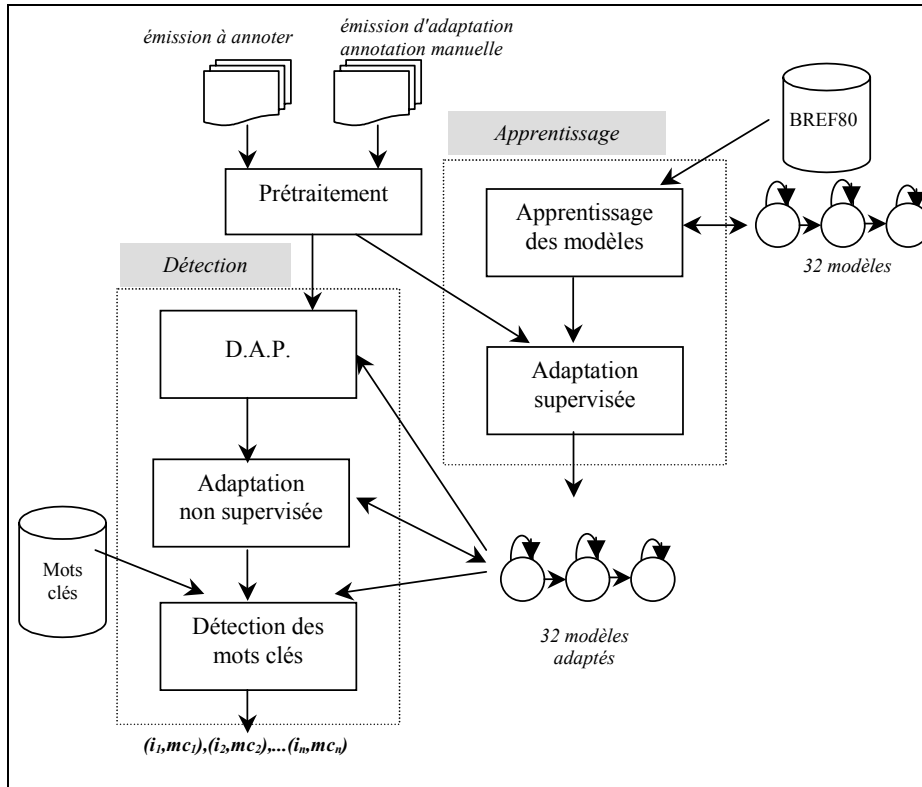 émission à annoter
émission d'adaptation
annotation manuelle
BREF80
Apprentissage
Prétraitement
Apprentissage
des modèles
32 modèles
Détection
D.A.P.
Adaptation
supervisée
Adaptation
non supervisée
Mots
clés
Détection des
mots clés
32 modèles
adaptés
(i₁,mc₁),(i₂,mc₂),...(iₙ,mcₙ)